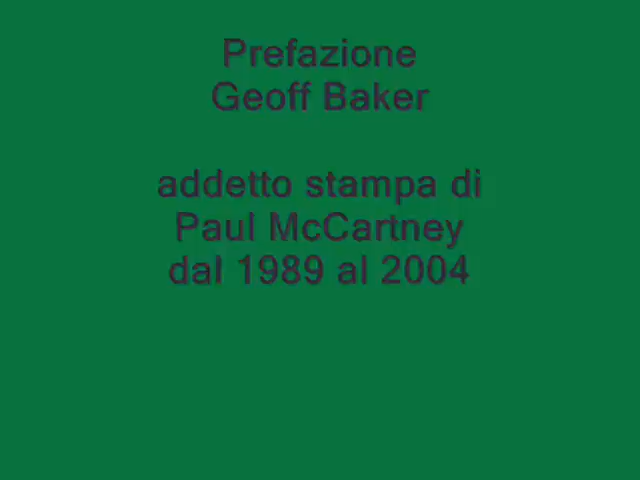 Prefazione
Geoff Baker
addetto stampa di
Paul McCartney
dal 1989 al 2004